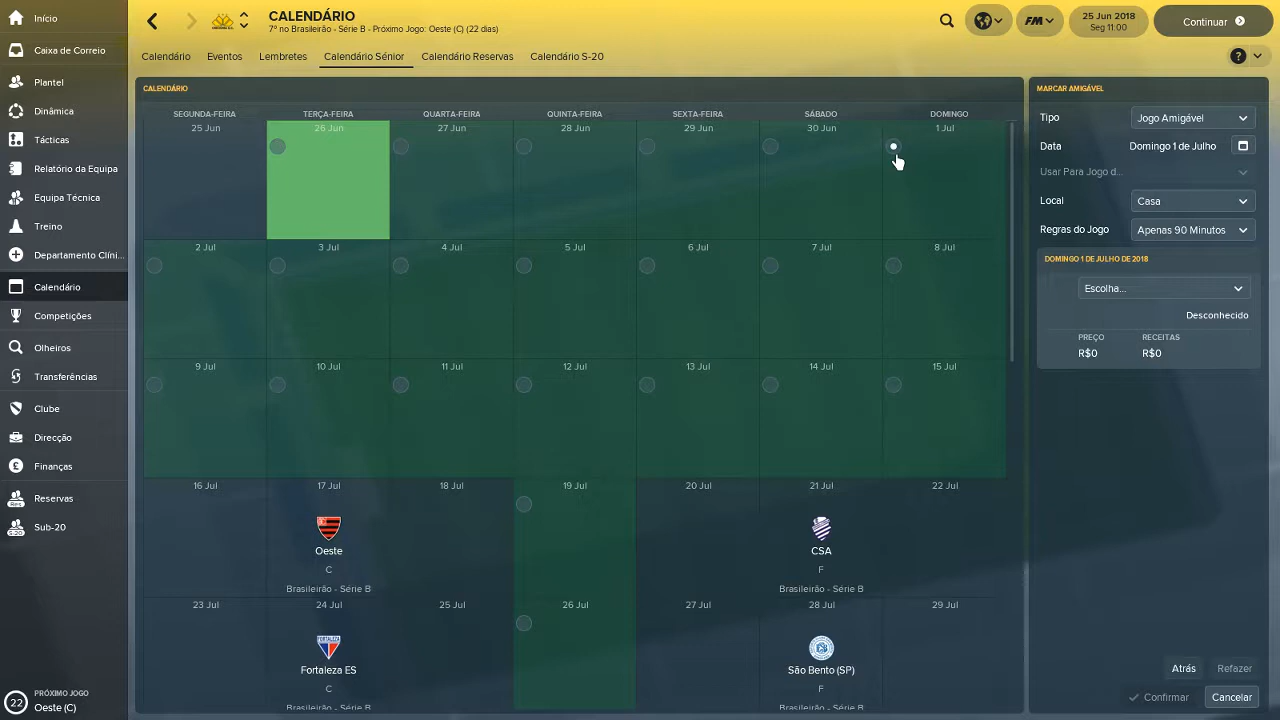 Início
Caixa de Correio
Plantel
Dinâmica
Tácticas
Relatório da Equipa
Equipa Técnica
Treino
Departamento Clíni...
Calendário
Competições
Olheiros
Transferências
Clube
Direcção
Finanças
Reservas
Sub-20
22
PRÓXIMO JOGO
Oeste (C)
CALENDÁRIO
7º no Brasileirão - Série B - Próximo Jogo: Oeste (C) (22 dias)
FM
25 Jun 2018
Seg 11:00
Continuar
Calendário Eventos Lembretes Calendário Sénior Calendário Reservas Calendário S-20
?
CALENDÁRIO
SEGUNDA-FEIRA TERÇA-FEIRA QUARTA-FEIRA QUINTA-FEIRA SEXTA-FEIRA SÁBADO DOMINGO
25 Jun 26 Jun 27 Jun 28 Jun 29 Jun 30 Jun 1 Jul
2 Jul 3 Jul 4 Jul 5 Jul 6 Jul 7 Jul 8 Jul
9 Jul 10 Jul 11 Jul 12 Jul 13 Jul 14 Jul 15 Jul
16 Jul 17 Jul 18 Jul 19 Jul 20 Jul 21 Jul 22 Jul
Oeste CSA
C F
Brasileirão - Série B Brasileirão - Série B
23 Jul 24 Jul 25 Jul 26 Jul 27 Jul 28 Jul 29 Jul
Fortaleza ES São Bento (SP)
C F
Brasileirão - Série B Brasileirão - Série B
MARCAR AMIGÁVEL
Tipo Jogo Amigável
Data Domingo 1 de Julho
Usar Para Jogo d...
Local Casa
Regras do Jogo Apenas 90 Minutos
DOMINGO 1 DE JULHO DE 2018
Escolha...
Desconhecido
PREÇO RECEITAS
R$0 R$0
Atrás Refazer
Confirmar Cancelar